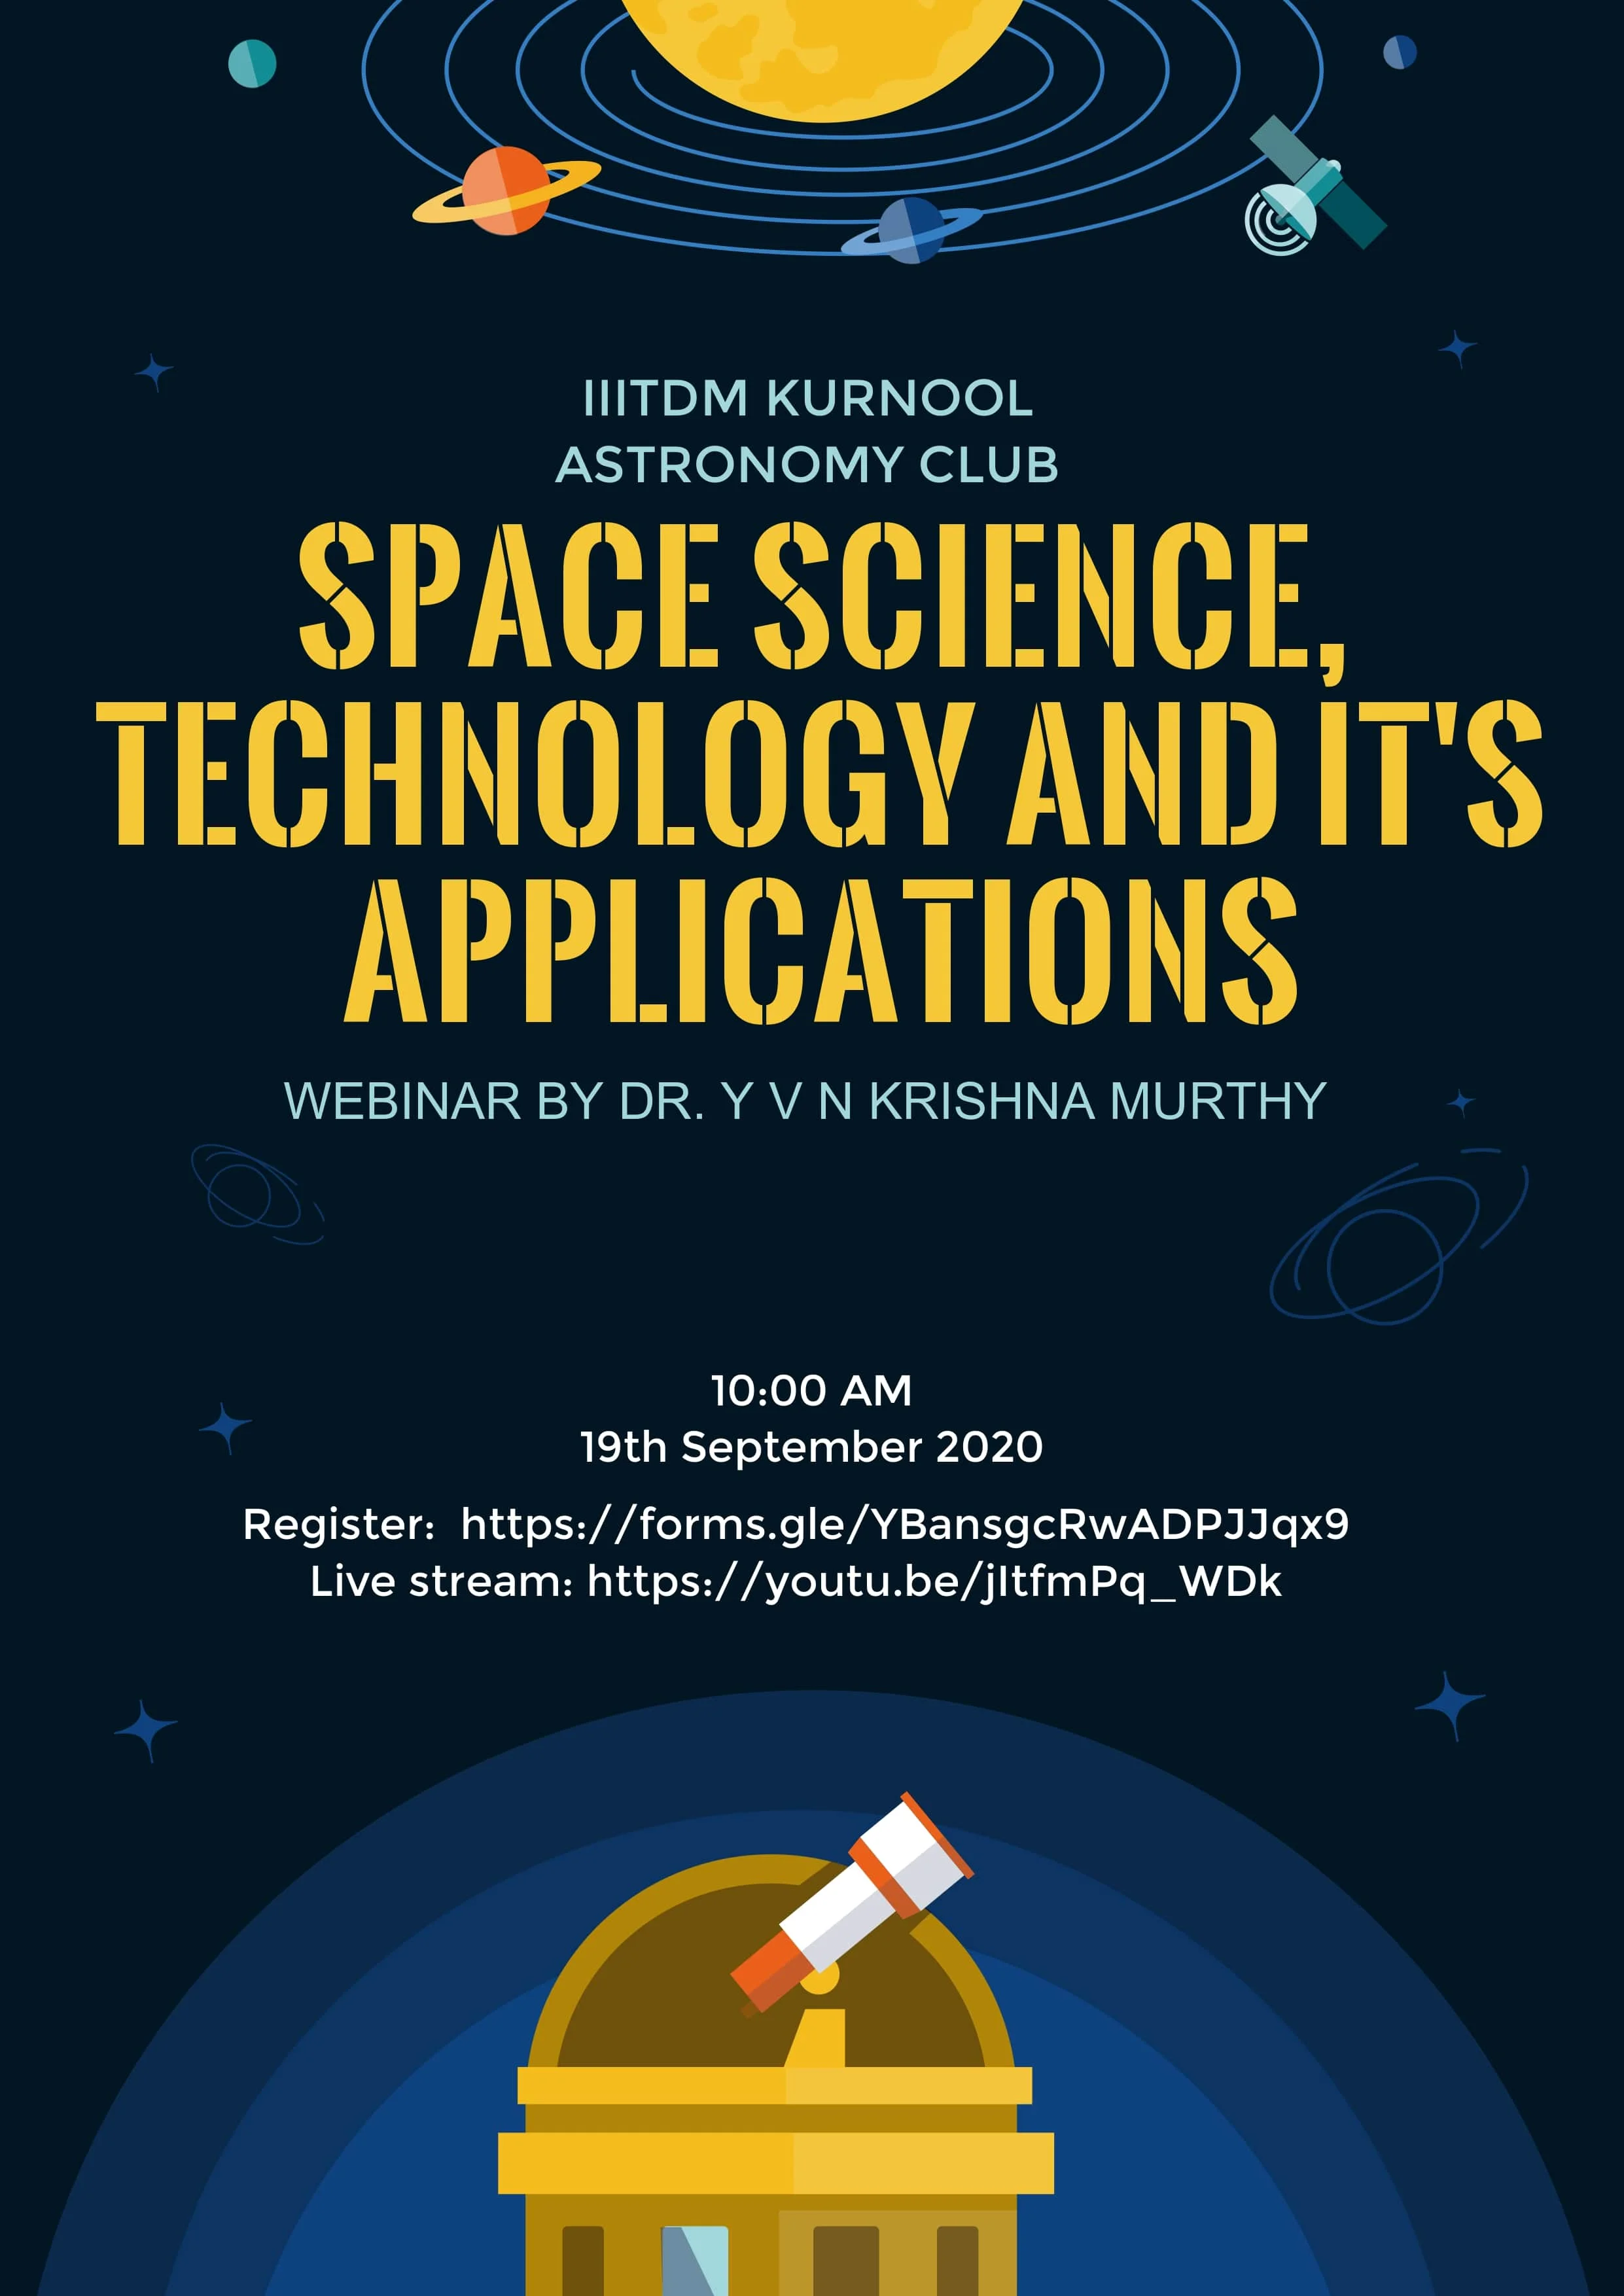 IIITDM KURNOOL
ASTRONOMY CLUB
SPACE SCIENCE,
TECHNOLOGY AND IT'S
APPLICATIONS
WEBINAR BY DR. Y V N KRISHNA MURTHY
10:00 AM
19th September 2020
Register: https://forms.gle/YBansgcRwADPJJqx9
Live stream: https://youtu.be/jItfmPq_WDk